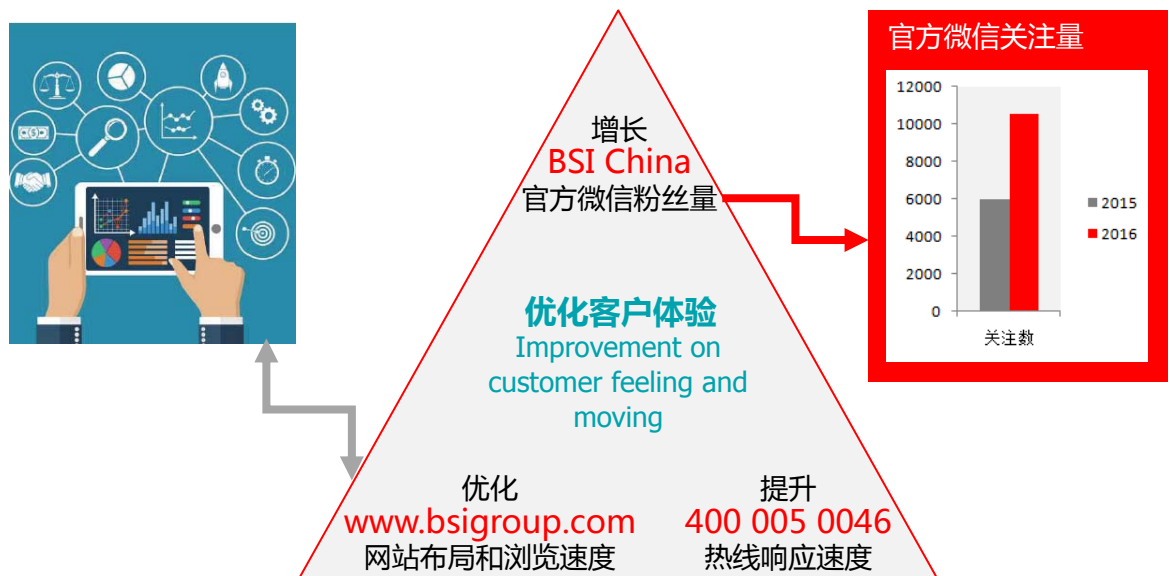 增长
BSI China
官方微信粉丝量
优化客户体验
Improvement on
customer feeling and
moving
优化
www.bsigroup.com
网站布局和浏览速度
提升
400 005 0046
热线响应速度
官方微信关注量
12000
10000
8000
6000
4000
2000
0
关注数
2015
2016